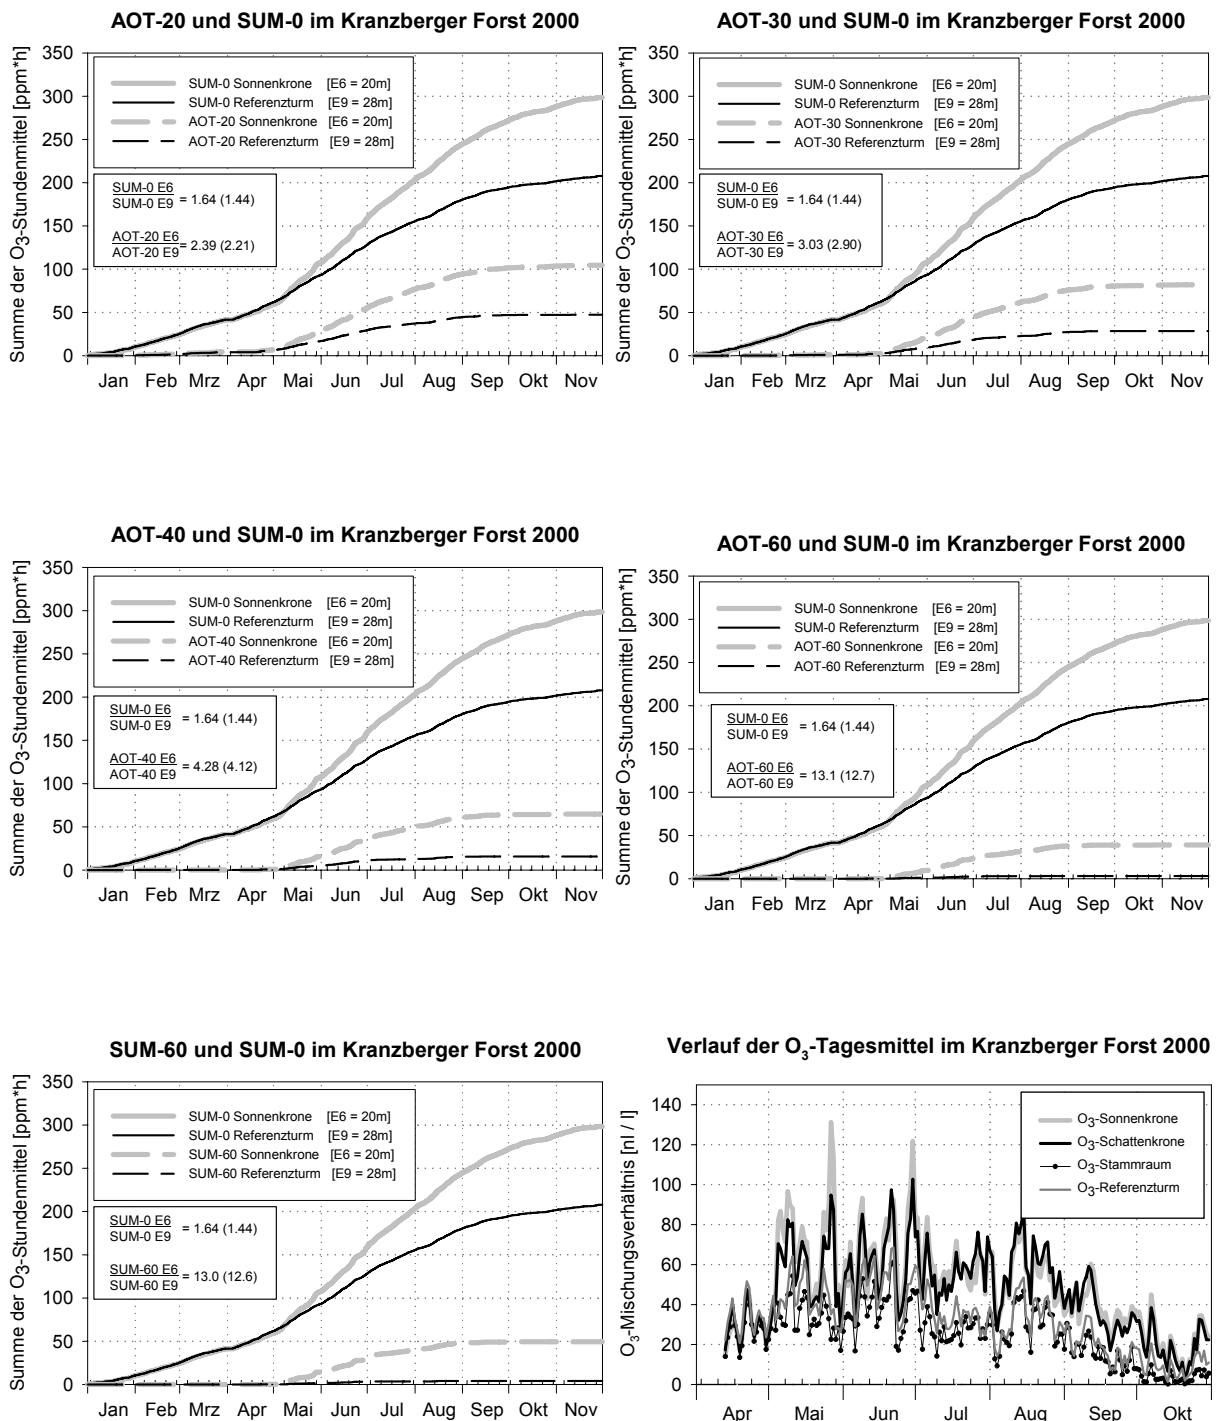 AOT-20 und SUM-0 im Kranzberger Forst 2000
Summe der O3-Stundenmittel [ppm*h]
350
300
250
200
150
100
50
0
SUM-0 Sonnenkrone [E6 = 20m]
SUM-0 Referenzturm [E9 = 28m]
AOT-20 Sonnenkrone [E6 = 20m]
AOT-20 Referenzturm [E9 = 28m]
SUM-0 E6
SUM-0 E9 = 1.64 (1.44)
AOT-20 E6
AOT-20 E9 = 2.39 (2.21)
Jan Feb Mrz Apr Mai Jun Jul Aug Sep Okt Nov
AOT-30 und SUM-0 im Kranzberger Forst 2000
Summe der O3-Stundenmittel [ppm*h]
350
300
250
200
150
100
50
0
SUM-0 Sonnenkrone [E6 = 20m]
SUM-0 Referenzturm [E9 = 28m]
AOT-30 Sonnenkrone [E6 = 20m]
AOT-30 Referenzturm [E9 = 28m]
SUM-0 E6
SUM-0 E9 = 1.64 (1.44)
AOT-30 E6
AOT-30 E9 = 3.03 (2.90)
Jan Feb Mrz Apr Mai Jun Jul Aug Sep Okt Nov
AOT-40 und SUM-0 im Kranzberger Forst 2000
Summe der O3-Stundenmittel [ppm*h]
350
300
250
200
150
100
50
0
SUM-0 Sonnenkrone [E6 = 20m]
SUM-0 Referenzturm [E9 = 28m]
AOT-40 Sonnenkrone [E6 = 20m]
AOT-40 Referenzturm [E9 = 28m]
SUM-0 E6
SUM-0 E9 = 1.64 (1.44)
AOT-40 E6
AOT-40 E9 = 4.28 (4.12)
Jan Feb Mrz Apr Mai Jun Jul Aug Sep Okt Nov
AOT-60 und SUM-0 im Kranzberger Forst 2000
Summe der O3-Stundenmittel [ppm*h]
350
300
250
200
150
100
50
0
SUM-0 Sonnenkrone [E6 = 20m]
SUM-0 Referenzturm [E9 = 28m]
AOT-60 Sonnenkrone [E6 = 20m]
AOT-60 Referenzturm [E9 = 28m]
SUM-0 E6
SUM-0 E9 = 1.64 (1.44)
AOT-60 E6
AOT-60 E9 = 13.1 (12.7)
Jan Feb Mrz Apr Mai Jun Jul Aug Sep Okt Nov
SUM-60 und SUM-0 im Kranzberger Forst 2000
Summe der O3-Stundenmittel [ppm*h]
350
300
250
200
150
100
50
0
SUM-0 Sonnenkrone [E6 = 20m]
SUM-0 Referenzturm [E9 = 28m]
SUM-60 Sonnenkrone [E6 = 20m]
SUM-60 Referenzturm [E9 = 28m]
SUM-0 E6
SUM-0 E9 = 1.64 (1.44)
SUM-60 E6
SUM-60 E9 = 13.0 (12.6)
Jan Feb Mrz Apr Mai Jun Jul Aug Sep Okt Nov
Verlauf der O3-Tagesmittel im Kranzberger Forst 2000
O3-Mischungsverhältnis [nl / l]
140
120
100
80
60
40
20
0
O3-Sonnenkrone
O3-Schattenkrone
O3-Stammraum
O3-Referenzturm
Apr Mai Jun Jul Aug Sep Okt